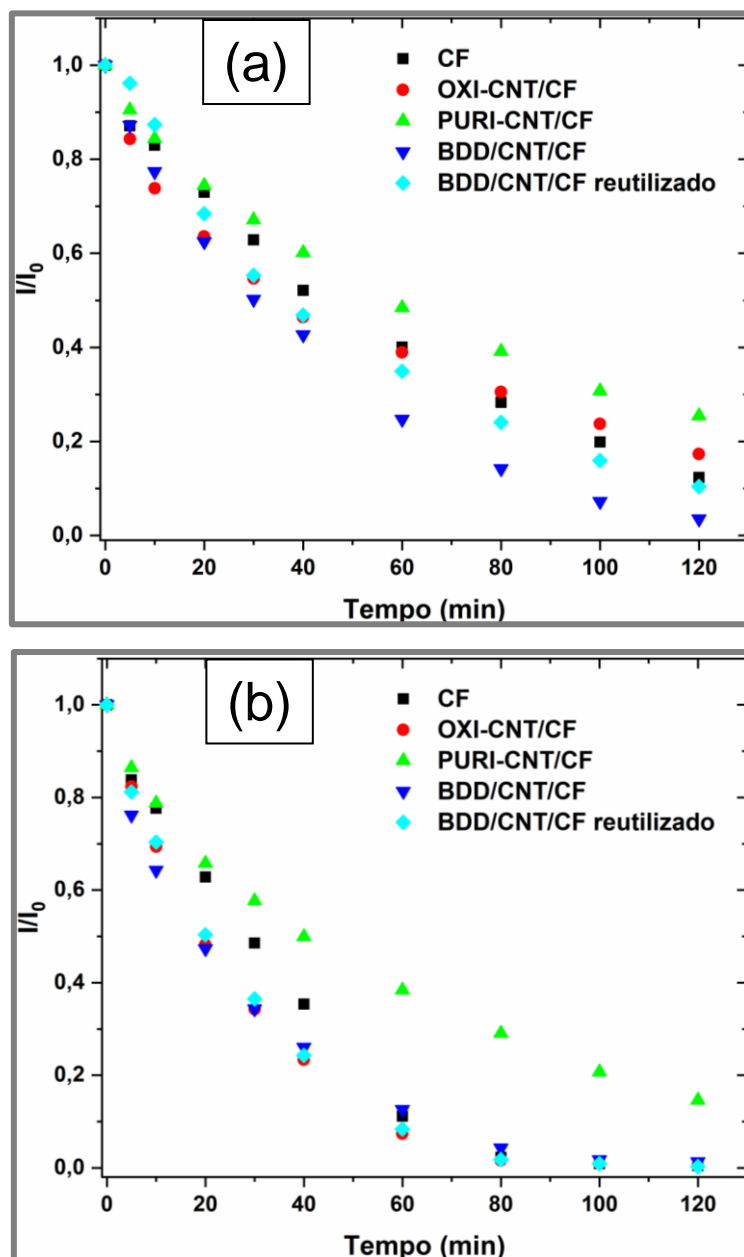 (a)
CF
OXI-CNT/CF
PURI-CNT/CF
BDD/CNT/CF
BDD/CNT/CF reutilizado
1,0
0,8
0,6
0,4
0,2
0,0
I/I₀
0 20 40 60 80 100 120
Tempo (min)
(b)
CF
OXI-CNT/CF
PURI-CNT/CF
BDD/CNT/CF
BDD/CNT/CF reutilizado
1,0
0,8
0,6
0,4
0,2
0,0
I/I₀
0 20 40 60 80 100 120
Tempo (min)